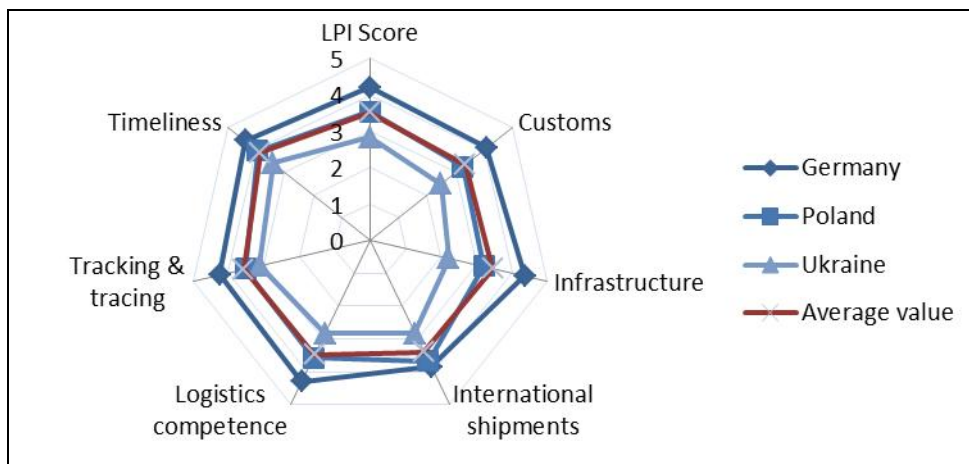 LPI Score
5
4
3
2
1
0
Customs
Infrastructure
International
shipments
Logistics
competence
Tracking &
tracing
Timeliness
Germany
Poland
Ukraine
Average value